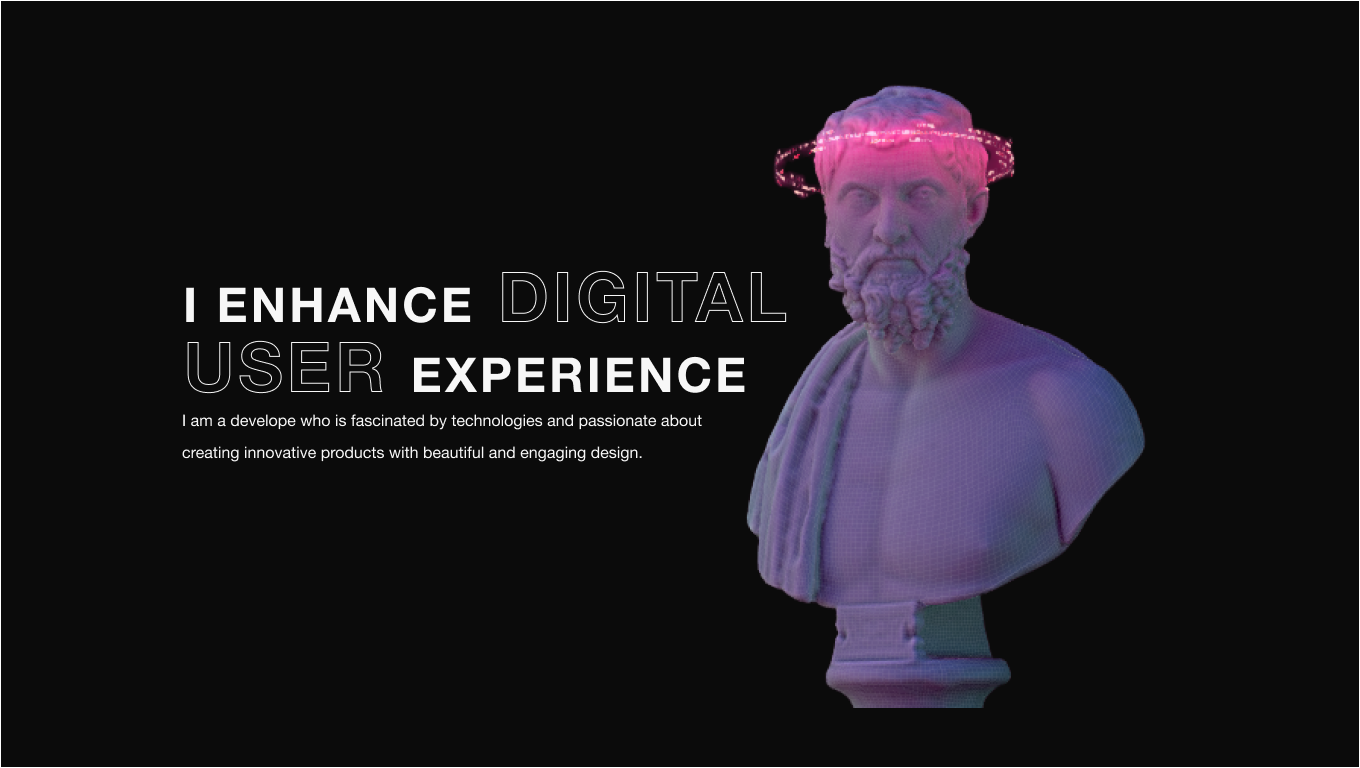 I ENHANCE DIGITAL
USER EXPERIENCE
I am a develope who is fascinated by technologies and passionate about
creating innovative products with beautiful and engaging design.